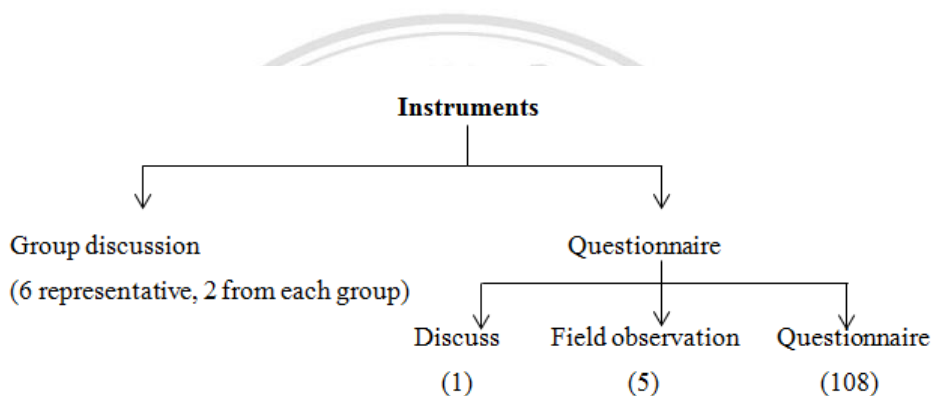 Instruments
Group discussion
(6 representative, 2 from each group)
Questionnaire
Discuss
(1)
Field observation
(5)
Questionnaire
(108)